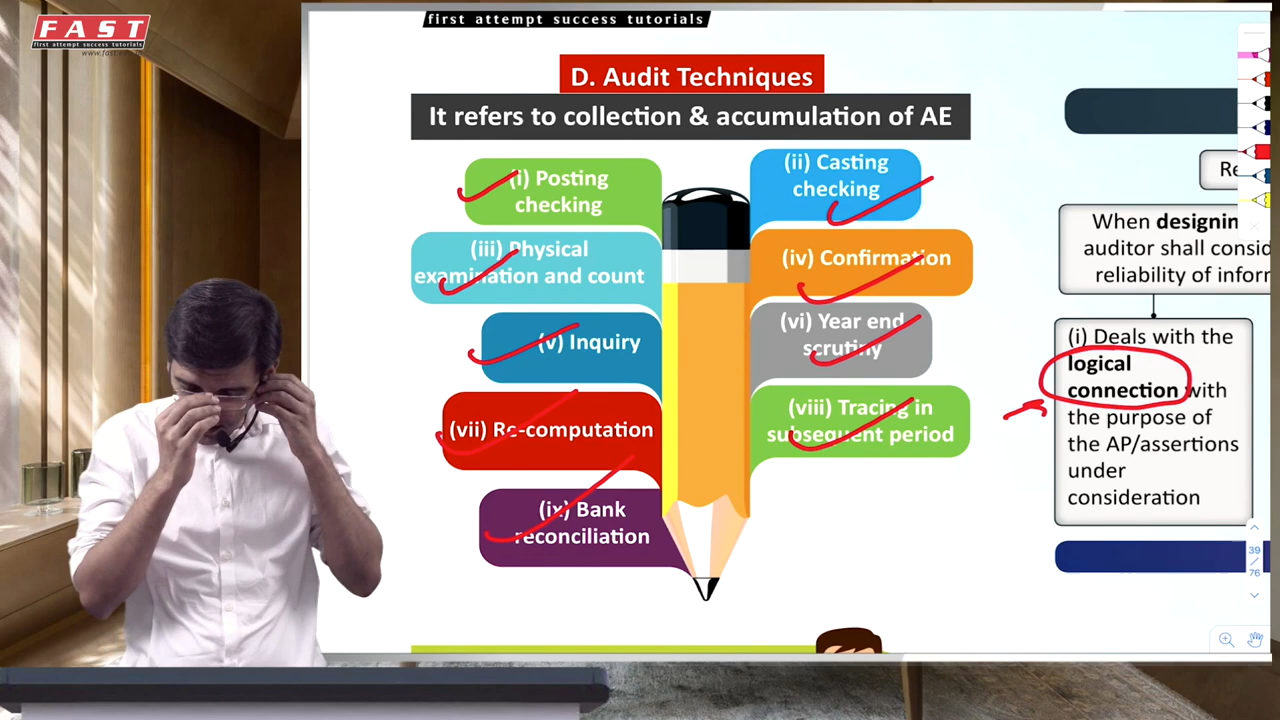 FAST
first attempt success tutorials
first attempt success tutorials
D. Audit Techniques
It refers to collection & accumulation of AE
(i) Posting
checking
(ii) Casting
checking
(iii) Physical
examination and count
(iv) Confirmation
(v) Inquiry
(vi) Year end
scrutiny
(vii) Re-computation
(viii) Tracing in
subsequent period
(ix) Bank
reconciliation
When designin
auditor shall consid
reliability of inforn
(i) Deals with the
logical
connection with
the purpose of
the AP/assertions
under
consideration
39
/
76